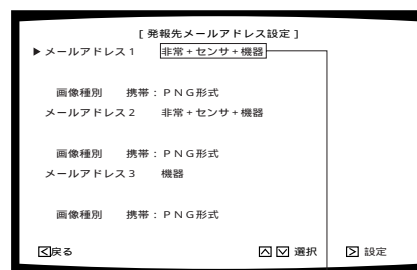 [ 発報先メールアドレス設定 ]
▶ メールアドレス1 非常+センサ+機器
画像種別 携帯:PNG形式
メールアドレス2 非常+センサ+機器
画像種別 携帯:PNG形式
メールアドレス3 機器
画像種別 携帯:PNG形式
<戻る ∧ ∨ 選択 > 設定